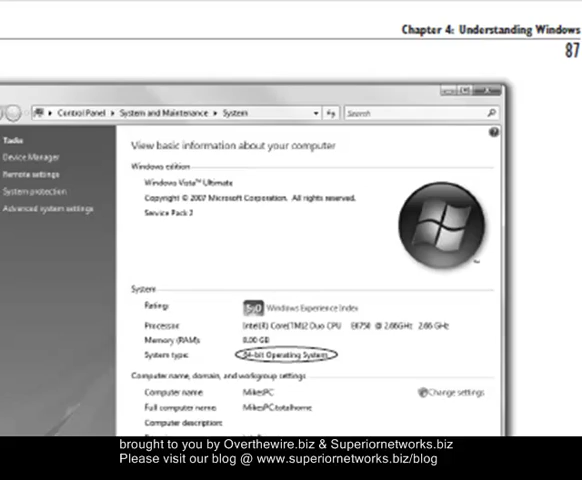 Chapter 4: Understanding Windows
87
Control Panel ▸ System and Maintenance ▸ System
Search
Tasks
Device Manager
Remote settings
System protection
Advanced system settings
View basic information about your computer
Windows edition
Windows Vista™ Ultimate
Copyright © 2007 Microsoft Corporation. All rights reserved.
Service Pack 2
System
Rating:
5.0 Windows Experience Index
Processor:
Intel(R) Core(TM)2 Duo CPU E6750 @ 2.66GHz 2.66 GHz
Memory (RAM):
8.00 GB
System type:
64-bit Operating System
Computer name, domain, and workgroup settings
Computer name:
MikesPC
Change settings
Full computer name:
MikesPC.totalhome
Computer description:
brought to you by Overthewire.biz & Superiornetworks.biz
Please visit our blog @ www.superiornetworks.biz/blog